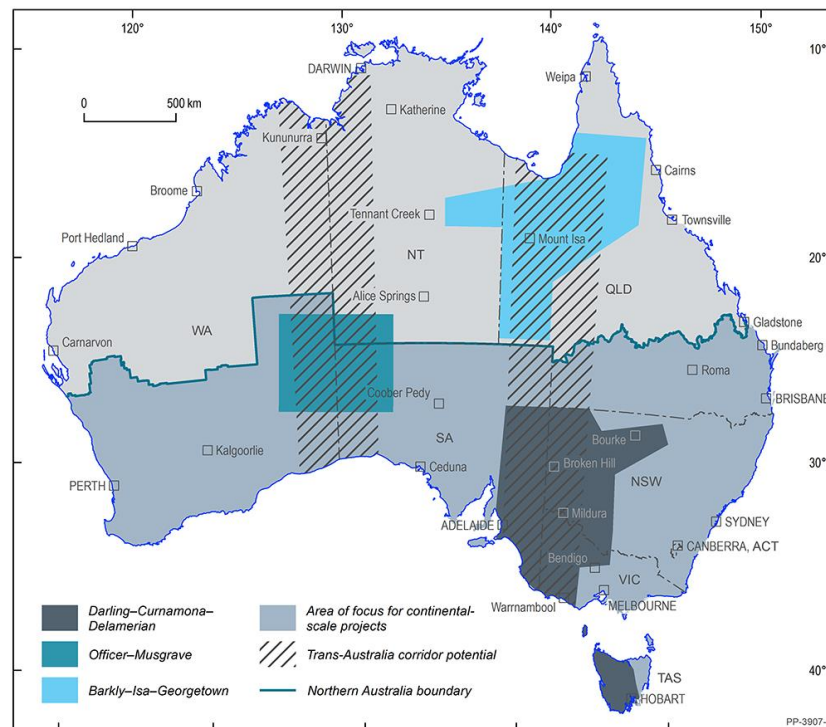 120°
130°
140°
150°
10°
DARWIN
Weipa
0
500 km
Katherine
Kununurra
Cairns
Broome
Tennant Creek
Townsville
Port Hedland
Mount Isa
NT
20°
Alice Springs
QLD
WA
Gladstone
Carnarvon
Bundaberg
Roma
Coober Pedy
BRISBANE
SA
Bourke
Kalgoorlie
Broken Hill
30°
Ceduna
NSW
PERTH
Mildura
ADELAIDE
SYDNEY
CANBERRA, ACT
Bendigo
VIC
Warrnambool
MELBOURNE
Darling–Curnamona–
Delamerian
Area of focus for continental-
scale projects
Officer–Musgrave
Trans-Australia corridor potential
Barkly–Isa–Georgetown
Northern Australia boundary
40°
TAS
HOBART
PP-3907-